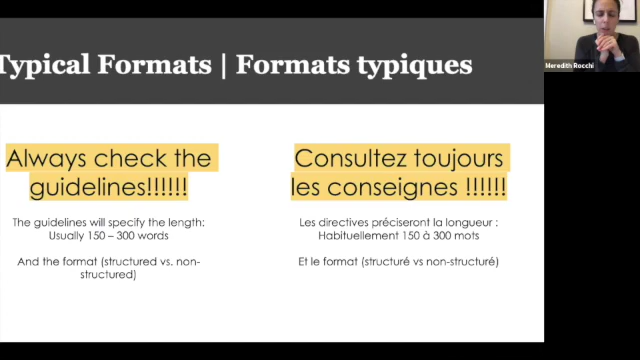 Typical Formats | Formats typiques
Meredith Rocchi
Always check the
guidelines!!!!!!
The guidelines will specify the length:
Usually 150 – 300 words
And the format (structured vs. non-
structured)
Consultez toujours
les conseignes !!!!!!
Les directives préciseront la longueur :
Habituellement 150 à 300 mots
Et le format (structuré vs non-structuré)